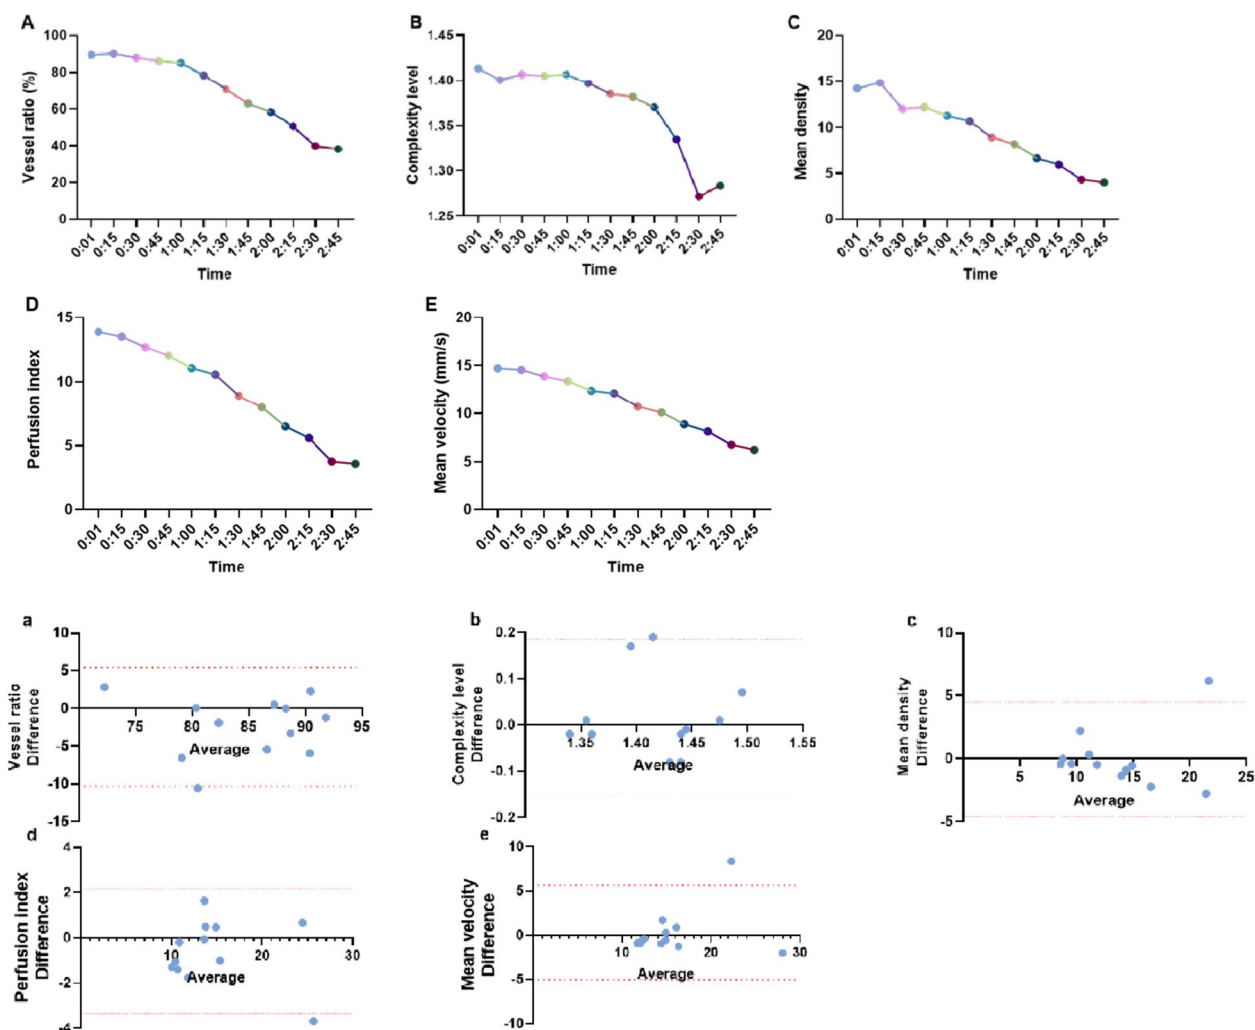 A
Vessel ratio (%)
100
80
60
40
20
0
0:01 0:15 0:30 0:45 1:00 1:15 1:30 1:45 2:00 2:15 2:30 2:45
Time
B
Complexity level
1.45
1.40
1.35
1.30
1.25
0:01 0:15 0:30 0:45 1:00 1:15 1:30 1:45 2:00 2:15 2:30 2:45
Time
C
Mean density
20
15
10
5
0
0:01 0:15 0:30 0:45 1:00 1:15 1:30 1:45 2:00 2:15 2:30 2:45
Time
D
Perfusion index
15
10
5
0
0:01 0:15 0:30 0:45 1:00 1:15 1:30 1:45 2:00 2:15 2:30 2:45
Time
E
Mean velocity (mm/s)
20
15
10
5
0
0:01 0:15 0:30 0:45 1:00 1:15 1:30 1:45 2:00 2:15 2:30 2:45
Time
a
Vessel ratio
Difference
10
5
0
-5
-10
-15
75 80 85 90 95
Average
b
Complexity level
Difference
0.2
0.1
0.0
-0.1
-0.2
1.35 1.40 1.45 1.50 1.55
Average
c
Mean density
Difference
10
5
0
-5
5 10 15 20 25
Average
d
Perfusion index
Difference
4
2
0
-2
-4
10 20 30
Average
e
Mean velocity
Difference
10
5
0
-5
-10
10 20 30
Average